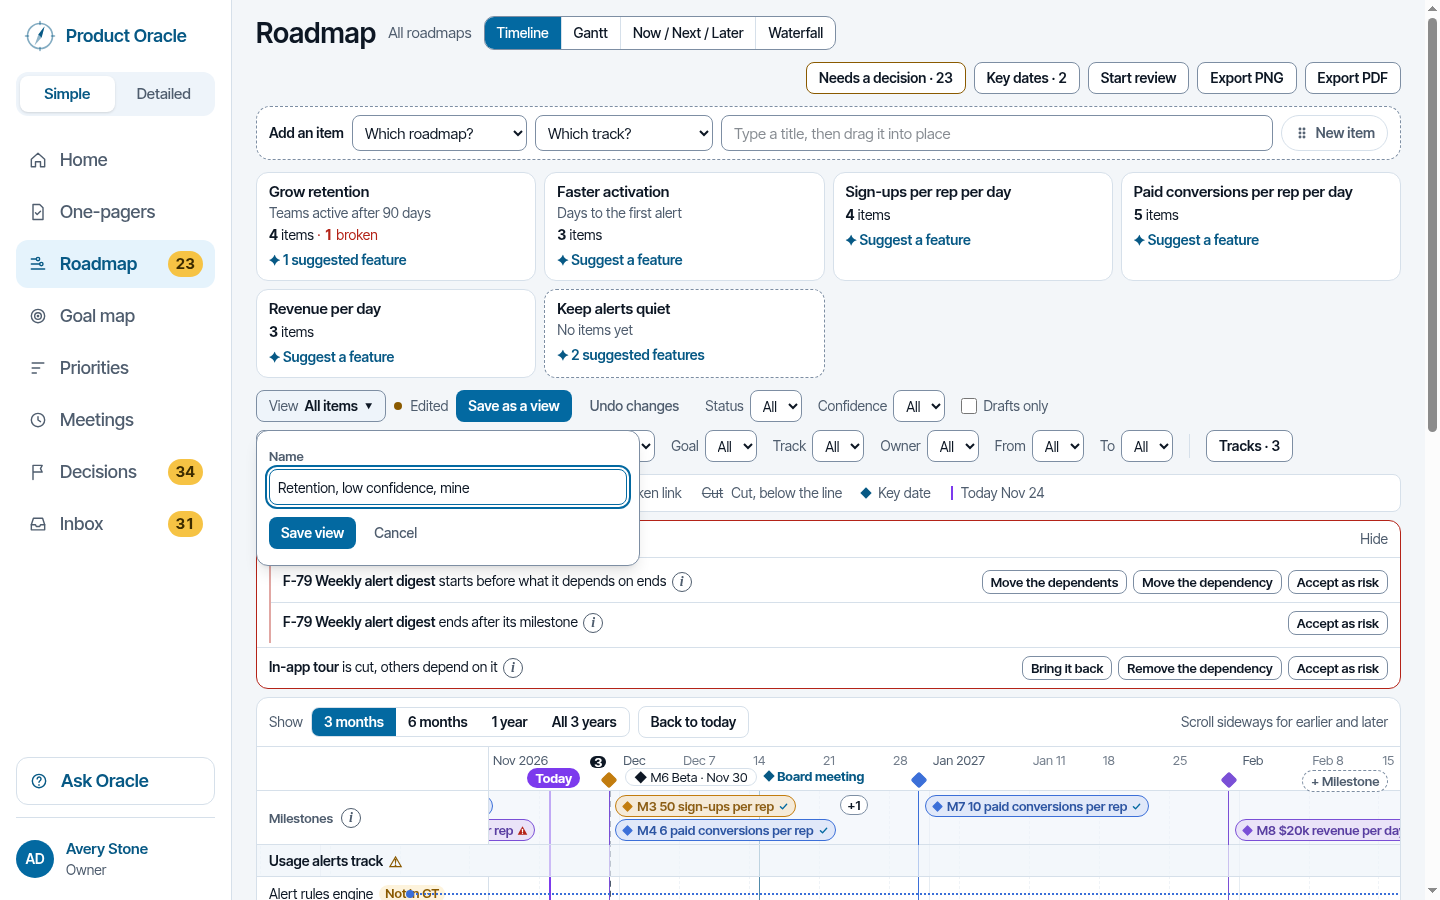 Product Oracle
Simple Detailed
Home
One-pagers
Roadmap 23
Goal map
Priorities
Meetings
Decisions 34
Inbox 31
Ask Oracle
AD Avery Stone
Owner
Roadmap All roadmaps Timeline Gantt Now / Next / Later Waterfall
Needs a decision · 23 Key dates · 2 Start review Export PNG Export PDF
Add an item Which roadmap? Which track? Type a title, then drag it into place New item
Grow retention
Teams active after 90 days
4 items · 1 broken
1 suggested feature
Faster activation
Days to the first alert
3 items
Suggest a feature
Sign-ups per rep per day
4 items
Suggest a feature
Paid conversions per rep per day
5 items
Suggest a feature
Revenue per day
3 items
Suggest a feature
Keep alerts quiet
No items yet
2 suggested features
View All items Edited Save as a view Undo changes Status All Confidence All Drafts only
Goal All Track All Owner All From All To All Tracks · 3
Name
Retention, low confidence, mine
Save view Cancel
link Cut Cut, below the line Key date Today Nov 24
Hide
F-79 Weekly alert digest starts before what it depends on ends i Move the dependents Move the dependency Accept as risk
F-79 Weekly alert digest ends after its milestone i Accept as risk
In-app tour is cut, others depend on it i Bring it back Remove the dependency Accept as risk
Show 3 months 6 months 1 year All 3 years Back to today Scroll sideways for earlier and later
Nov 2026 3 Dec Dec 7 14 21 28 Jan 2027 Jan 11 18 25 Feb Feb 8 15
Today M6 Beta · Nov 30 Board meeting + Milestone
Milestones i M3 50 sign-ups per rep +1 M7 10 paid conversions per rep
rep M4 6 paid conversions per rep M8 $20k revenue per day
Usage alerts track
Alert rules engine Not in GT